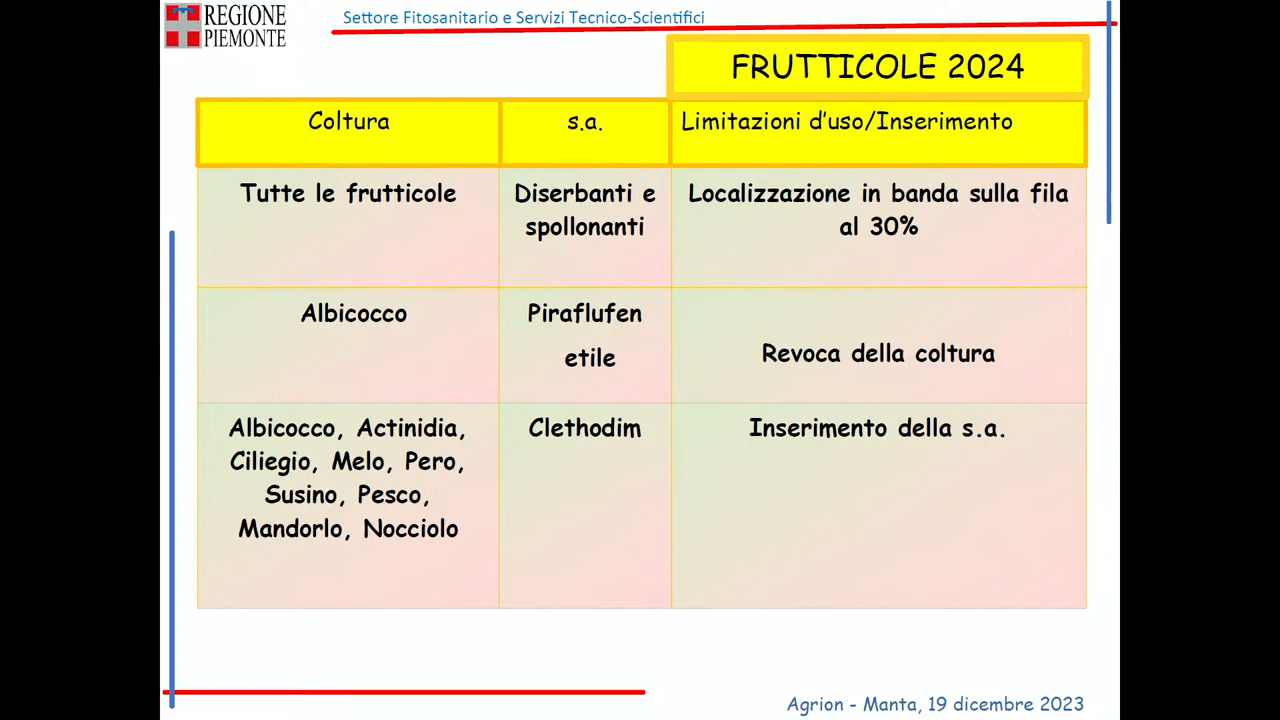 REGIONE
PIEMONTE
Settore Fitosanitario e Servizi Tecnico-Scientifici
FRUTTICOLE 2024
Coltura
s.a.
Limitazioni d'uso/Inserimento
Tutte le frutticole
Diserbanti e
spollonanti
Localizzazione in banda sulla fila
al 30%
Albicocco
Piraflufen
etile
Revoca della coltura
Albicocco, Actinidia,
Ciliegio, Melo, Pero,
Susino, Pesco,
Mandorlo, Nocciolo
Clethodim
Inserimento della s.a.
Agrion - Manta, 19 dicembre 2023